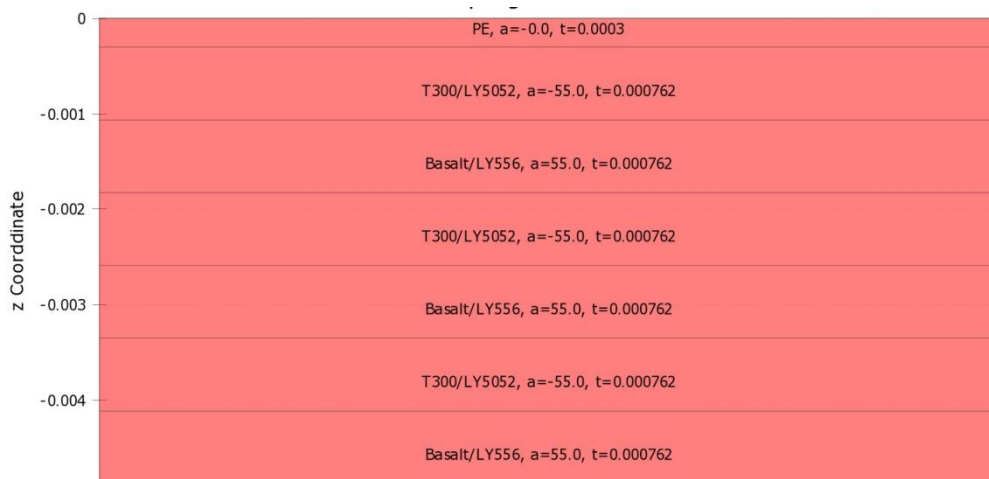 0
PE, a=-0.0, t=0.0003
T300/LY5052, a=-55.0, t=0.000762
-0.001
Basalt/LY556, a=55.0, t=0.000762
-0.002
T300/LY5052, a=-55.0, t=0.000762
z Coorddinate
-0.003
Basalt/LY556, a=55.0, t=0.000762
T300/LY5052, a=-55.0, t=0.000762
-0.004
Basalt/LY556, a=55.0, t=0.000762